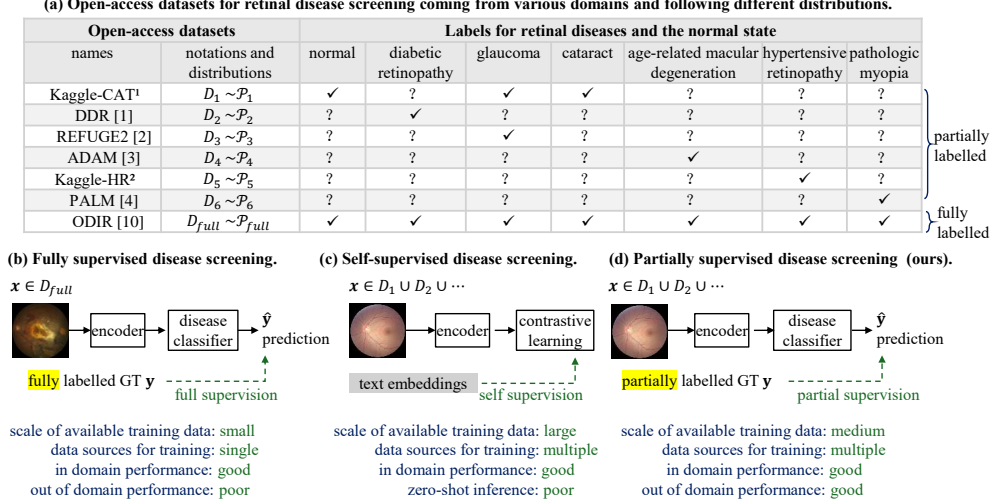 (a) Open-access datasets for retinal disease screening coming from various domains and following different distributions.
Open-access datasets Labels for retinal diseases and the normal state
names notations and distributions normal diabetic retinopathy glaucoma cataract age-related macular degeneration hypertensive retinopathy pathologic myopia
Kaggle-CAT¹ D₁ ~𝒫₁ ✓ ? ✓ ✓ ? ? ?
DDR [1] D₂ ~𝒫₂ ? ✓ ? ? ? ? ?
REFUGE2 [2] D₃ ~𝒫₃ ? ? ✓ ? ? ? ?
ADAM [3] D₄ ~𝒫₄ ? ? ? ? ✓ ? ?
Kaggle-HR² D₅ ~𝒫₅ ? ? ? ? ? ✓ ?
PALM [4] D₆ ~𝒫₆ ? ? ? ? ? ? ✓
ODIR [10] D_full ~𝒫_full ✓ ✓ ✓ ✓ ✓ ✓ ✓
partially
labelled
fully
labelled
(b) Fully supervised disease screening.
x ∈ D_full
encoder
disease
classifier
ŷ
prediction
fully labelled GT y
full supervision
scale of available training data: small
data sources for training: single
in domain performance: good
out of domain performance: poor
(c) Self-supervised disease screening.
x ∈ D₁ ∪ D₂ ∪ ⋯
encoder
contrastive
learning
text embeddings
self supervision
scale of available training data: large
data sources for training: multiple
in domain performance: good
zero-shot inference: poor
(d) Partially supervised disease screening (ours).
x ∈ D₁ ∪ D₂ ∪ ⋯
encoder
disease
classifier
ŷ
prediction
partially labelled GT y
partial supervision
scale of available training data: medium
data sources for training: multiple
in domain performance: good
out of domain performance: good